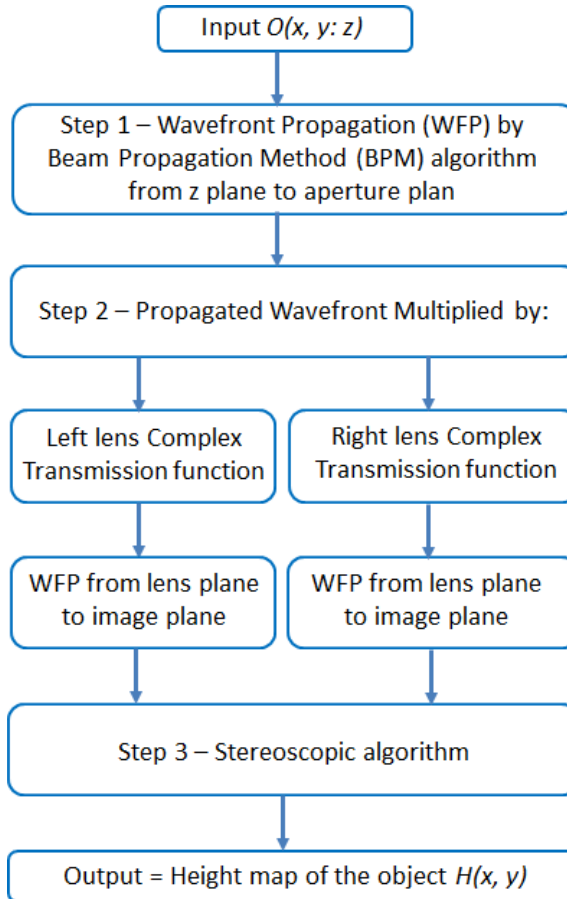 Input O(x, y: z)
Step 1 – Wavefront Propagation (WFP) by
Beam Propagation Method (BPM) algorithm
from z plane to aperture plan
Step 2 – Propagated Wavefront Multiplied by:
Left lens Complex
Transmission function
Right lens Complex
Transmission function
WFP from lens plane
to image plane
WFP from lens plane
to image plane
Step 3 – Stereoscopic algorithm
Output = Height map of the object H(x, y)